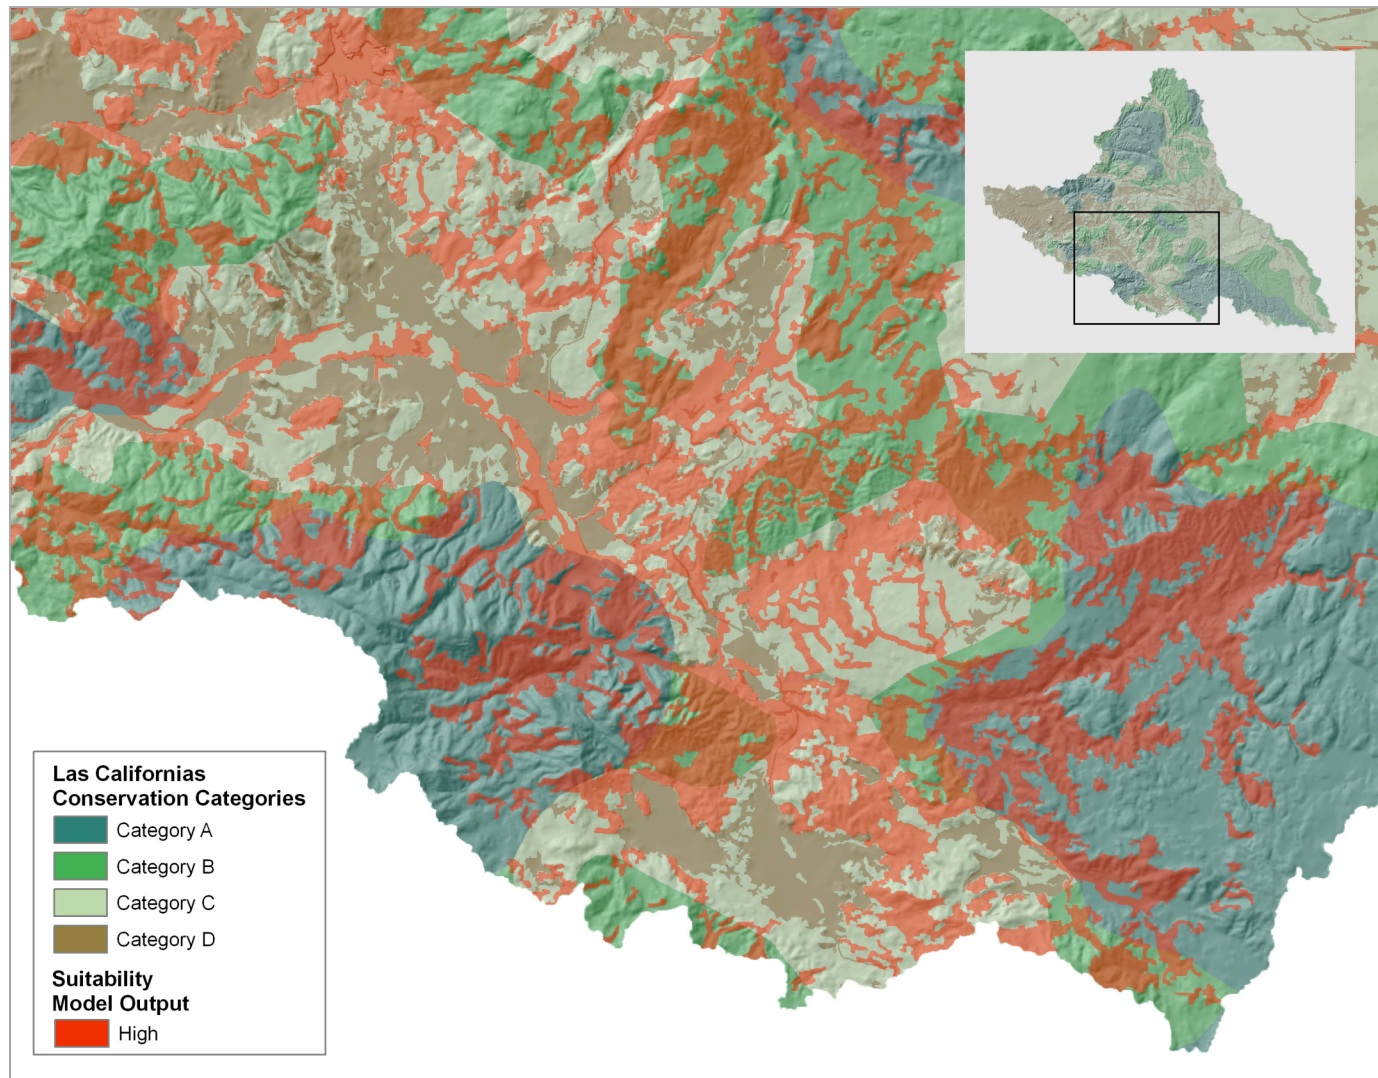 Las Californias
Conservation Categories
Category A
Category B
Category C
Category D
Suitability
Model Output
High